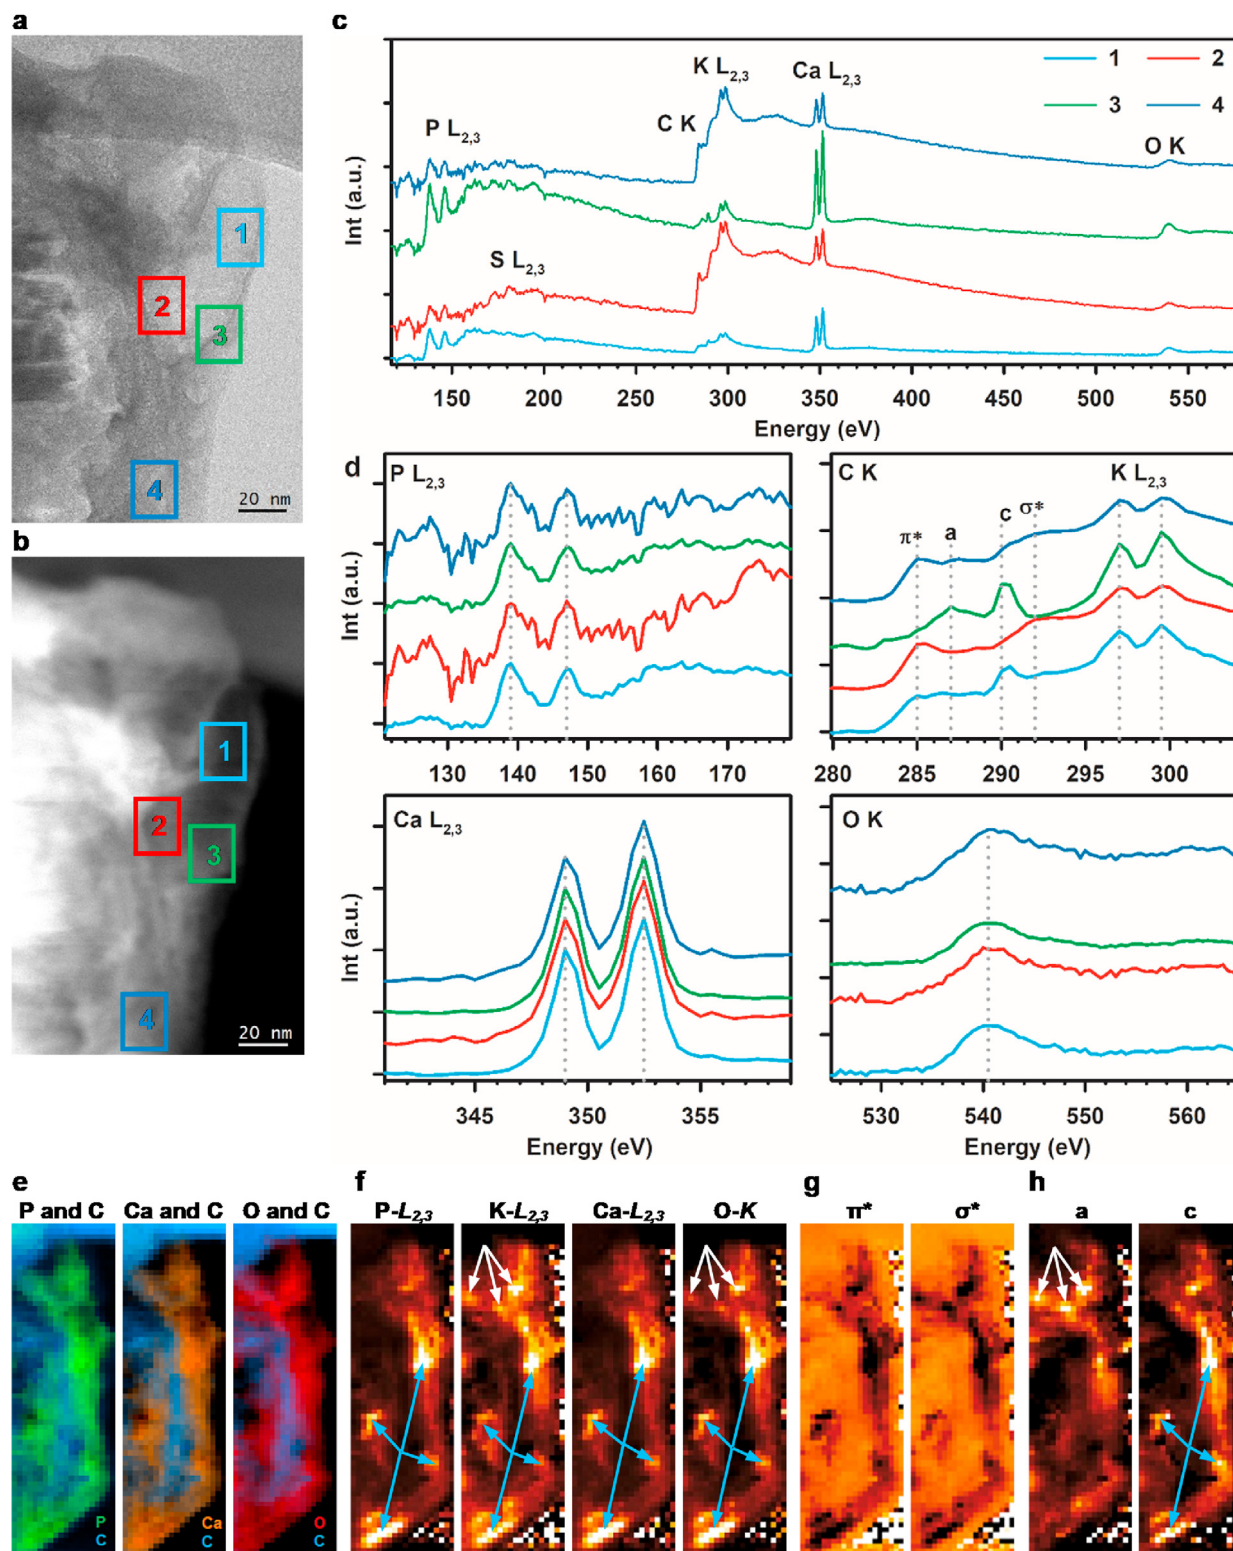 a
1
2
3
4
20 nm
b
1
2
3
4
20 nm
c
Int (a.u.)
P L2,3
S L2,3
C K
K L2,3
Ca L2,3
O K
1 2
3 4
150 200 250 300 350 400 450 500 550
Energy (eV)
d
Int (a.u.)
P L2,3
130 140 150 160 170
C K
K L2,3
π* a c σ*
280 285 290 295 300
Int (a.u.)
Ca L2,3
345 350 355
Energy (eV)
O K
530 540 550 560
Energy (eV)
e
P and C Ca and C O and C
P
C
Ca
C
O
C
f
P-L2,3 K-L2,3 Ca-L2,3 O-K
g
π* σ*
h
a c